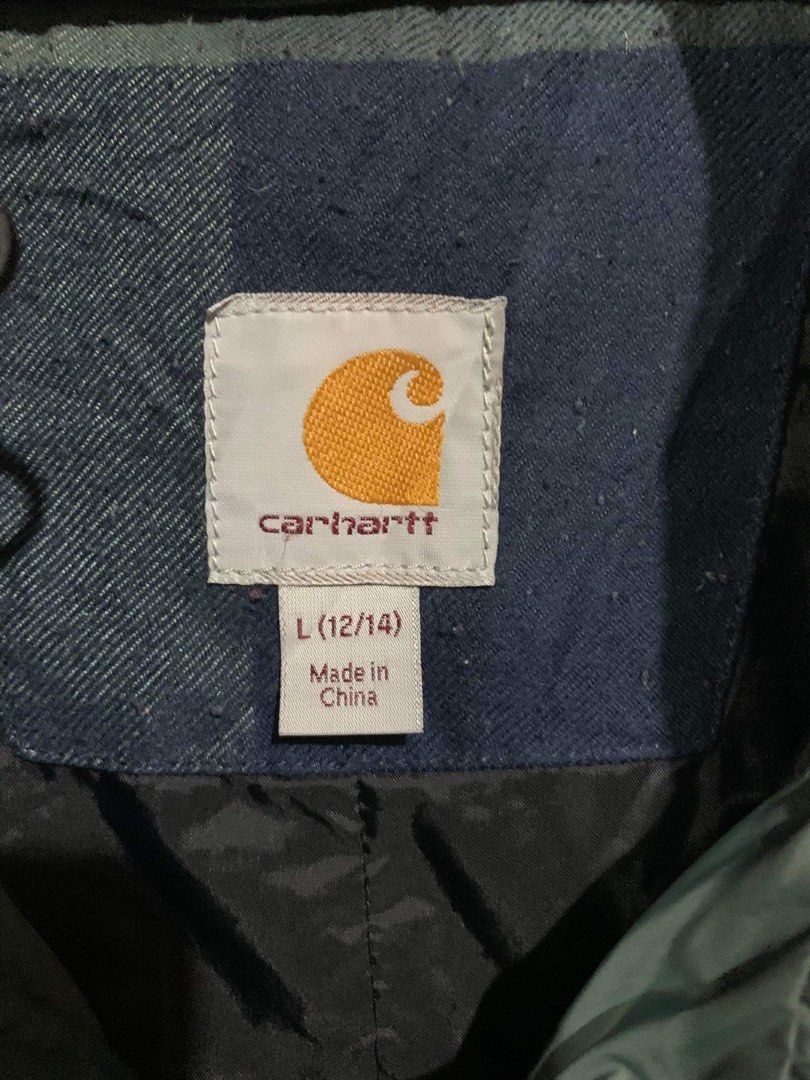 carhartt
L (12/14)
Made in
China